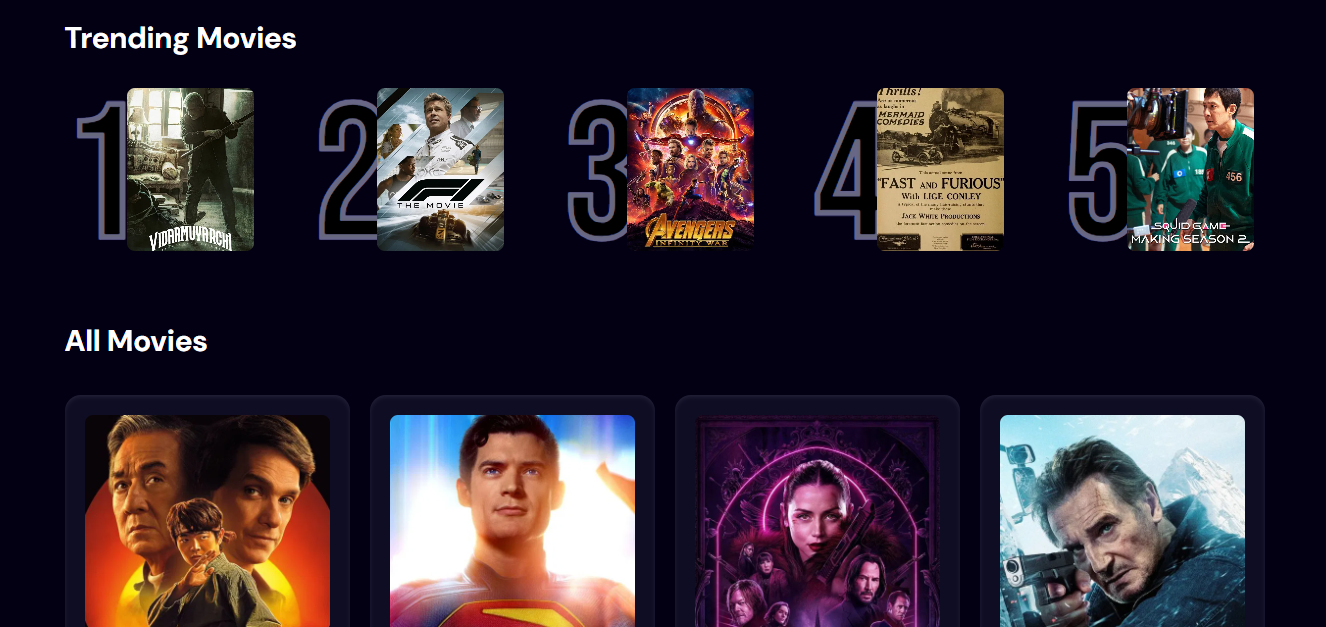 Trending Movies
1
VIDAAMUYARCHI
2
F1
THE MOVIE
3
AVENGERS
INFINITY WAR
4
Thrills!
MERMAID
COMEDIES
"FAST AND FURIOUS"
With LIGE CONLEY
JACK WHITE PRODUCTIONS
5
456
SQUID GAME
MAKING SEASON 2
All Movies